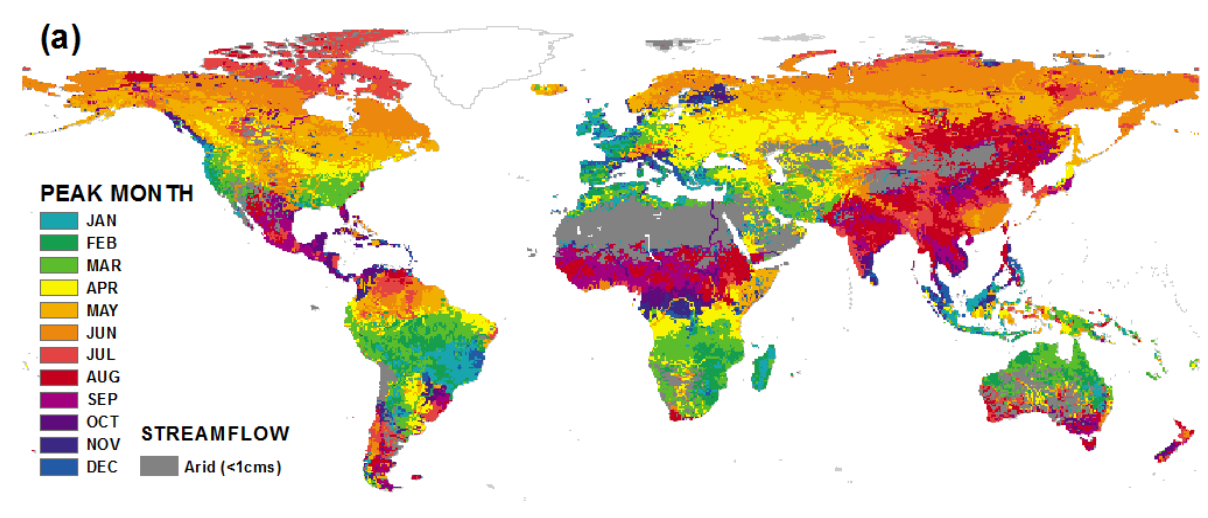 (a)
PEAK MONTH
JAN
FEB
MAR
APR
MAY
JUN
JUL
AUG
SEP
OCT
NOV
DEC
STREAMFLOW
Arid (<1cms)